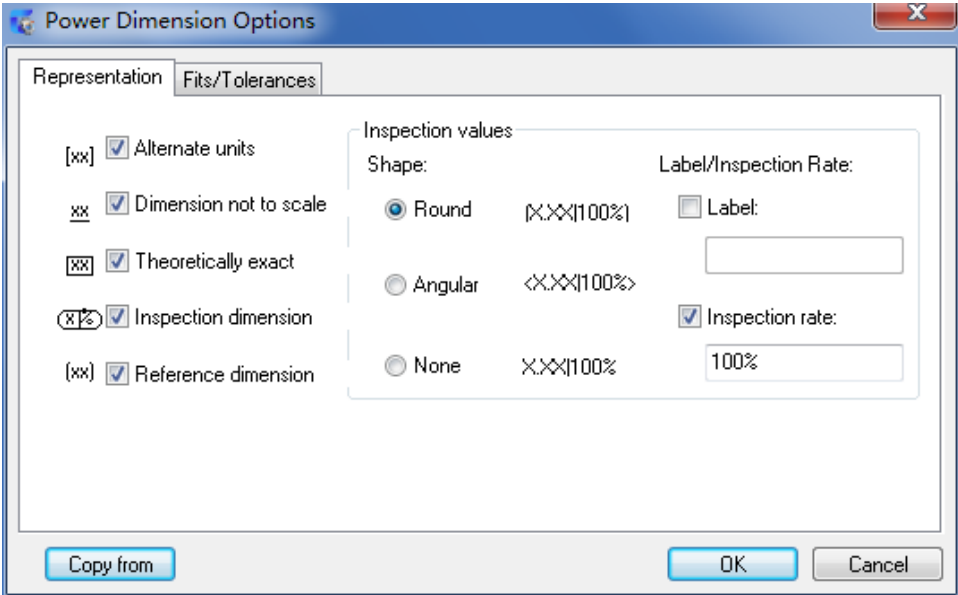 Power Dimension Options
x
Representation
Fits/Tolerances
[xx] Alternate units
xx Dimension not to scale
xx Theoretically exact
x % Inspection dimension
(xx) Reference dimension
Inspection values
Shape:
Round (X.XX|100%)
Angular <X.XX|100%>
None X.XX|100%
Label/Inspection Rate:
Label:
Inspection rate:
100%
Copy from
OK
Cancel